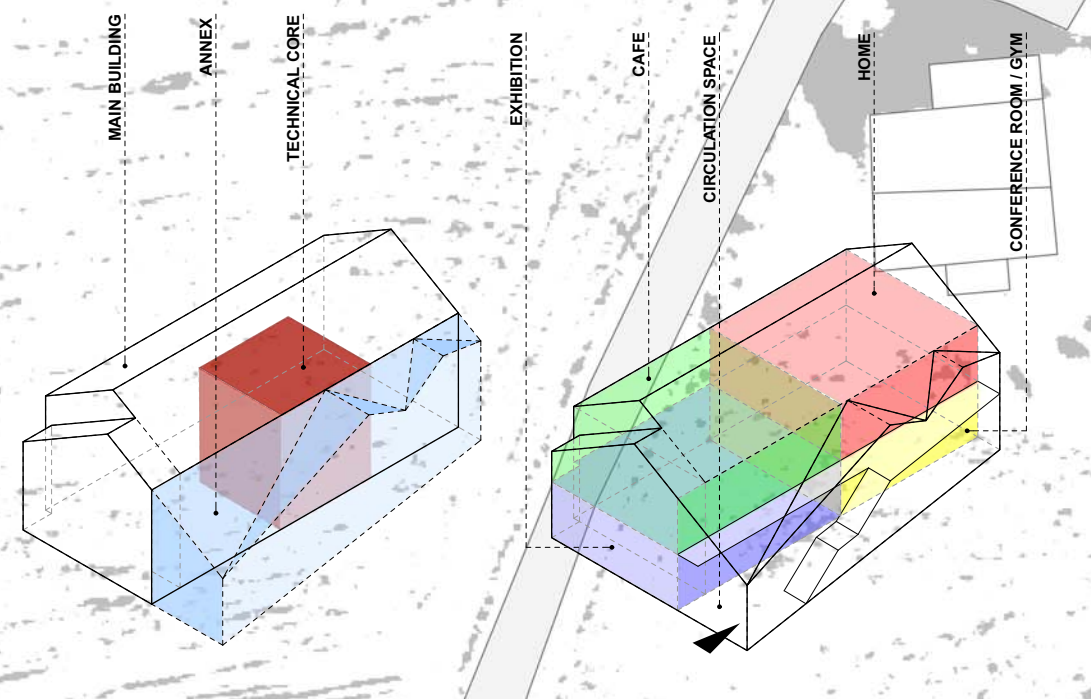 MAIN BUILDING
ANNEX
TECHNICAL CORE
EXHIBITION
CAFE
CIRCULATION SPACE
HOME
CONFERENCE ROOM / GYM